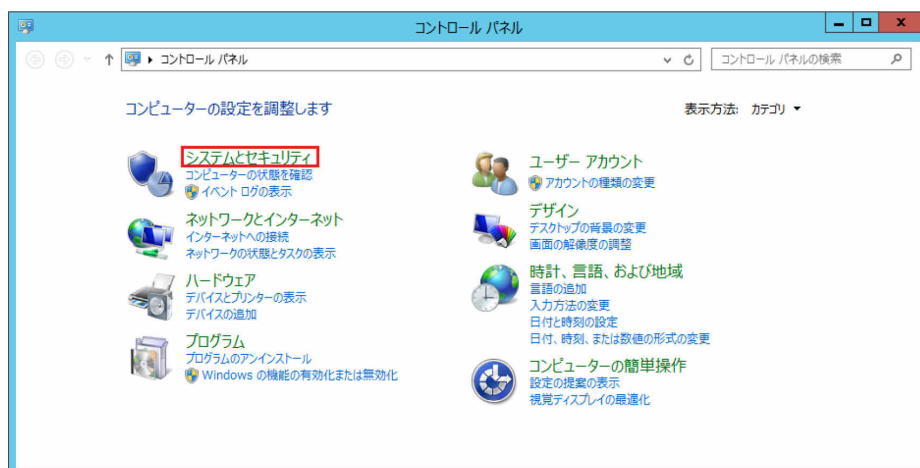 コントロール パネル
コントロール パネル
コントロール パネルの検索
コンピューターの設定を調整します
表示方法: カテゴリ
システムとセキュリティ
コンピューターの状態を確認
イベント ログの表示
ネットワークとインターネット
インターネットへの接続
ネットワークの状態とタスクの表示
ハードウェア
デバイスとプリンターの表示
デバイスの追加
プログラム
プログラムのアンインストール
Windows の機能の有効化または無効化
ユーザー アカウント
アカウントの種類の変更
デザイン
デスクトップの背景の変更
画面の解像度の調整
時計、言語、および地域
言語の追加
入力方法の変更
日付と時刻の設定
日付、時刻、または数値の形式の変更
コンピューターの簡単操作
設定の提案の表示
視覚ディスプレイの最適化